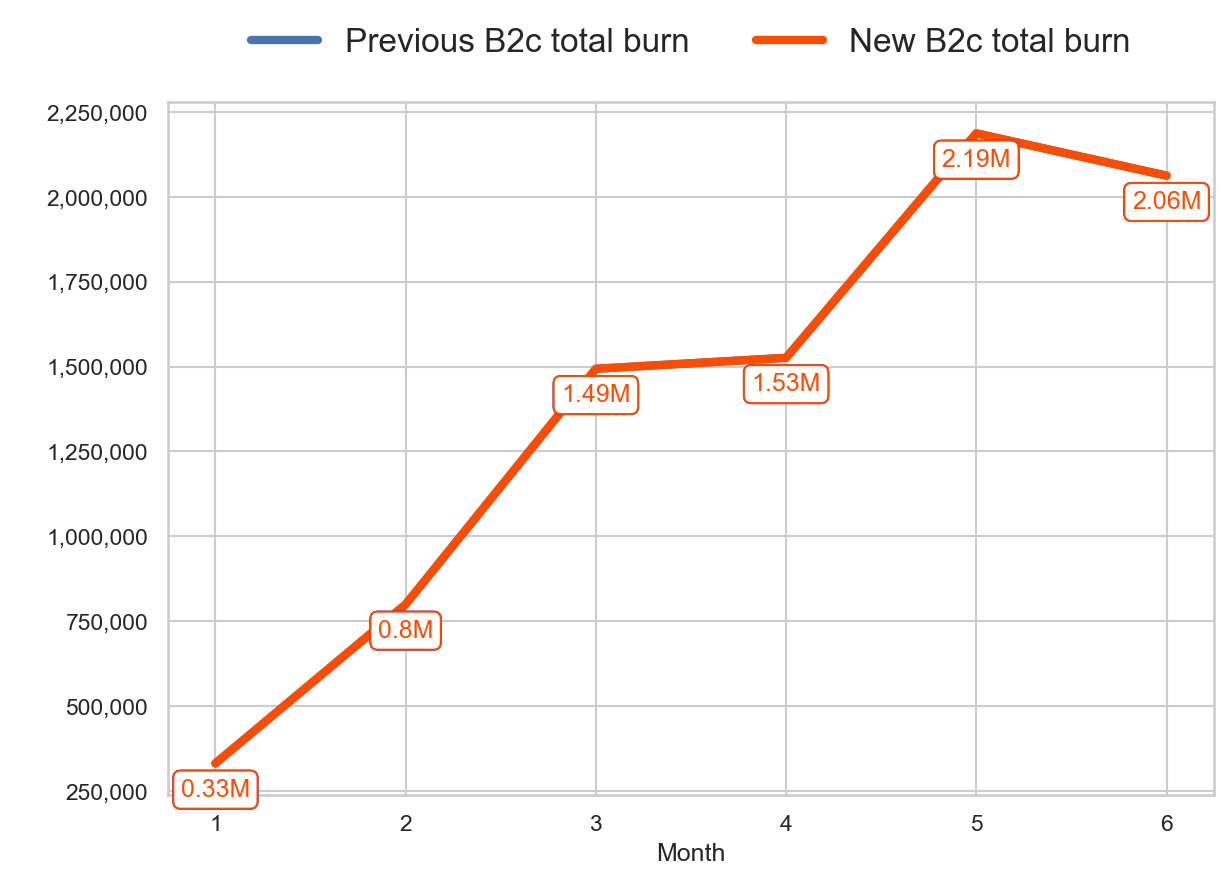 Previous B2c total burn New B2c total burn
2,250,000
2.19M
2,000,000
2.06M
1,750,000
1,500,000
1.49M
1.53M
1,250,000
1,000,000
750,000
0.8M
500,000
250,000
0.33M
1 2 3 4 5 6
Month